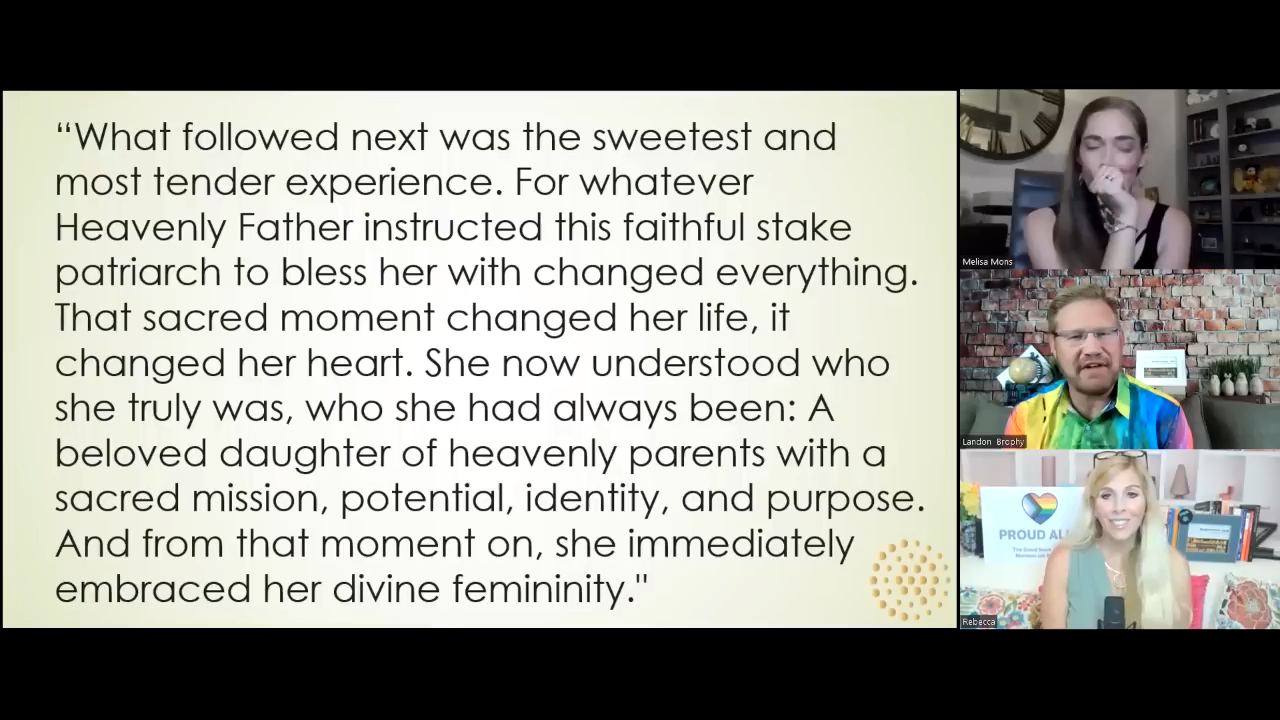 “What followed next was the sweetest and
most tender experience. For whatever
Heavenly Father instructed this faithful stake
patriarch to bless her with changed everything.
That sacred moment changed her life, it
changed her heart. She now understood who
she truly was, who she had always been: A
beloved daughter of heavenly parents with a
sacred mission, potential, identity, and purpose.
And from that moment on, she immediately
embraced her divine femininity."
Melisa Mons
Landon Brophy
PROUD AL
Rebecca